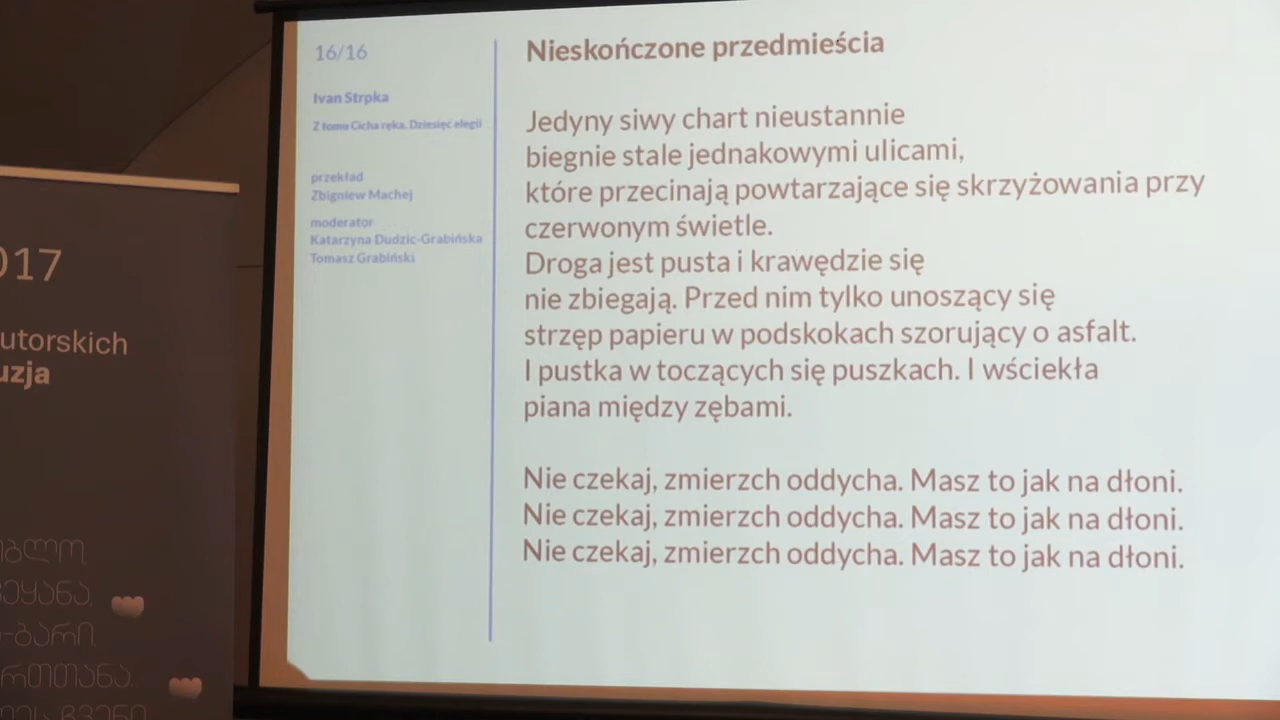 16/16
Ivan Strpka
Z tomu Cicha ręka. Dziesięć elegii
przekład
Zbigniew Machej
moderator
Katarzyna Dudzic-Grabińska
Tomasz Grabiński
Nieskończone przedmieścia
Jedyny siwy chart nieustannie
biegnie stale jednakowymi ulicami,
które przecinają powtarzające się skrzyżowania przy
czerwonym świetle.
Droga jest pusta i krawędzie się
nie zbiegają. Przed nim tylko unoszący się
strzęp papieru w podskokach szorujący o asfalt.
I pustka w toczących się puszkach. I wściekła
piana między zębami.
Nie czekaj, zmierzch oddycha. Masz to jak na dłoni.
Nie czekaj, zmierzch oddycha. Masz to jak na dłoni.
Nie czekaj, zmierzch oddycha. Masz to jak na dłoni.
017
utorskich
uzja